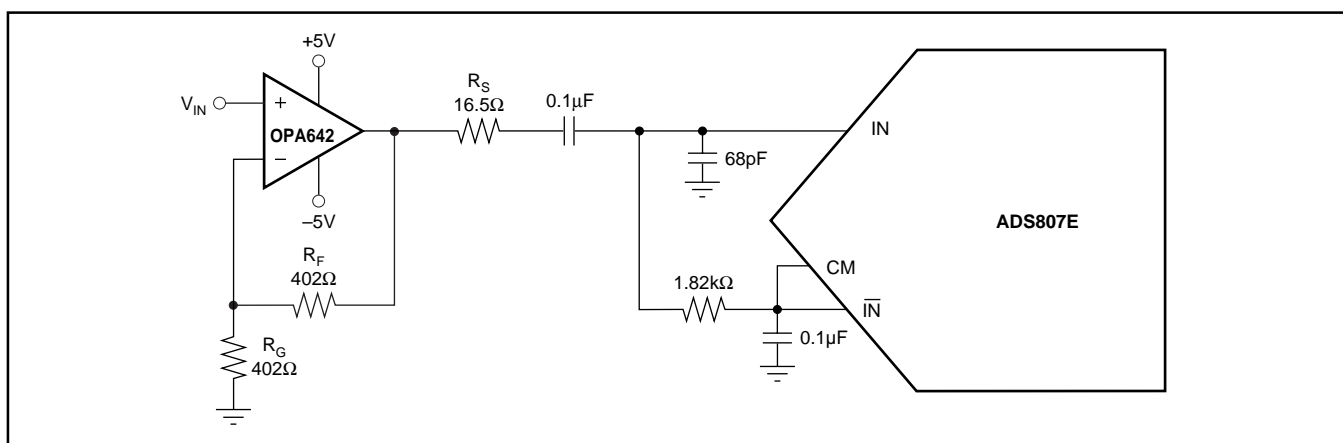 +5V
V_IN
+
OPA642
−
–5V
R_S
16.5Ω
0.1μF
R_F
402Ω
R_G
402Ω
68pF
1.82kΩ
0.1µF
IN
CM
I̅N̅
ADS807E